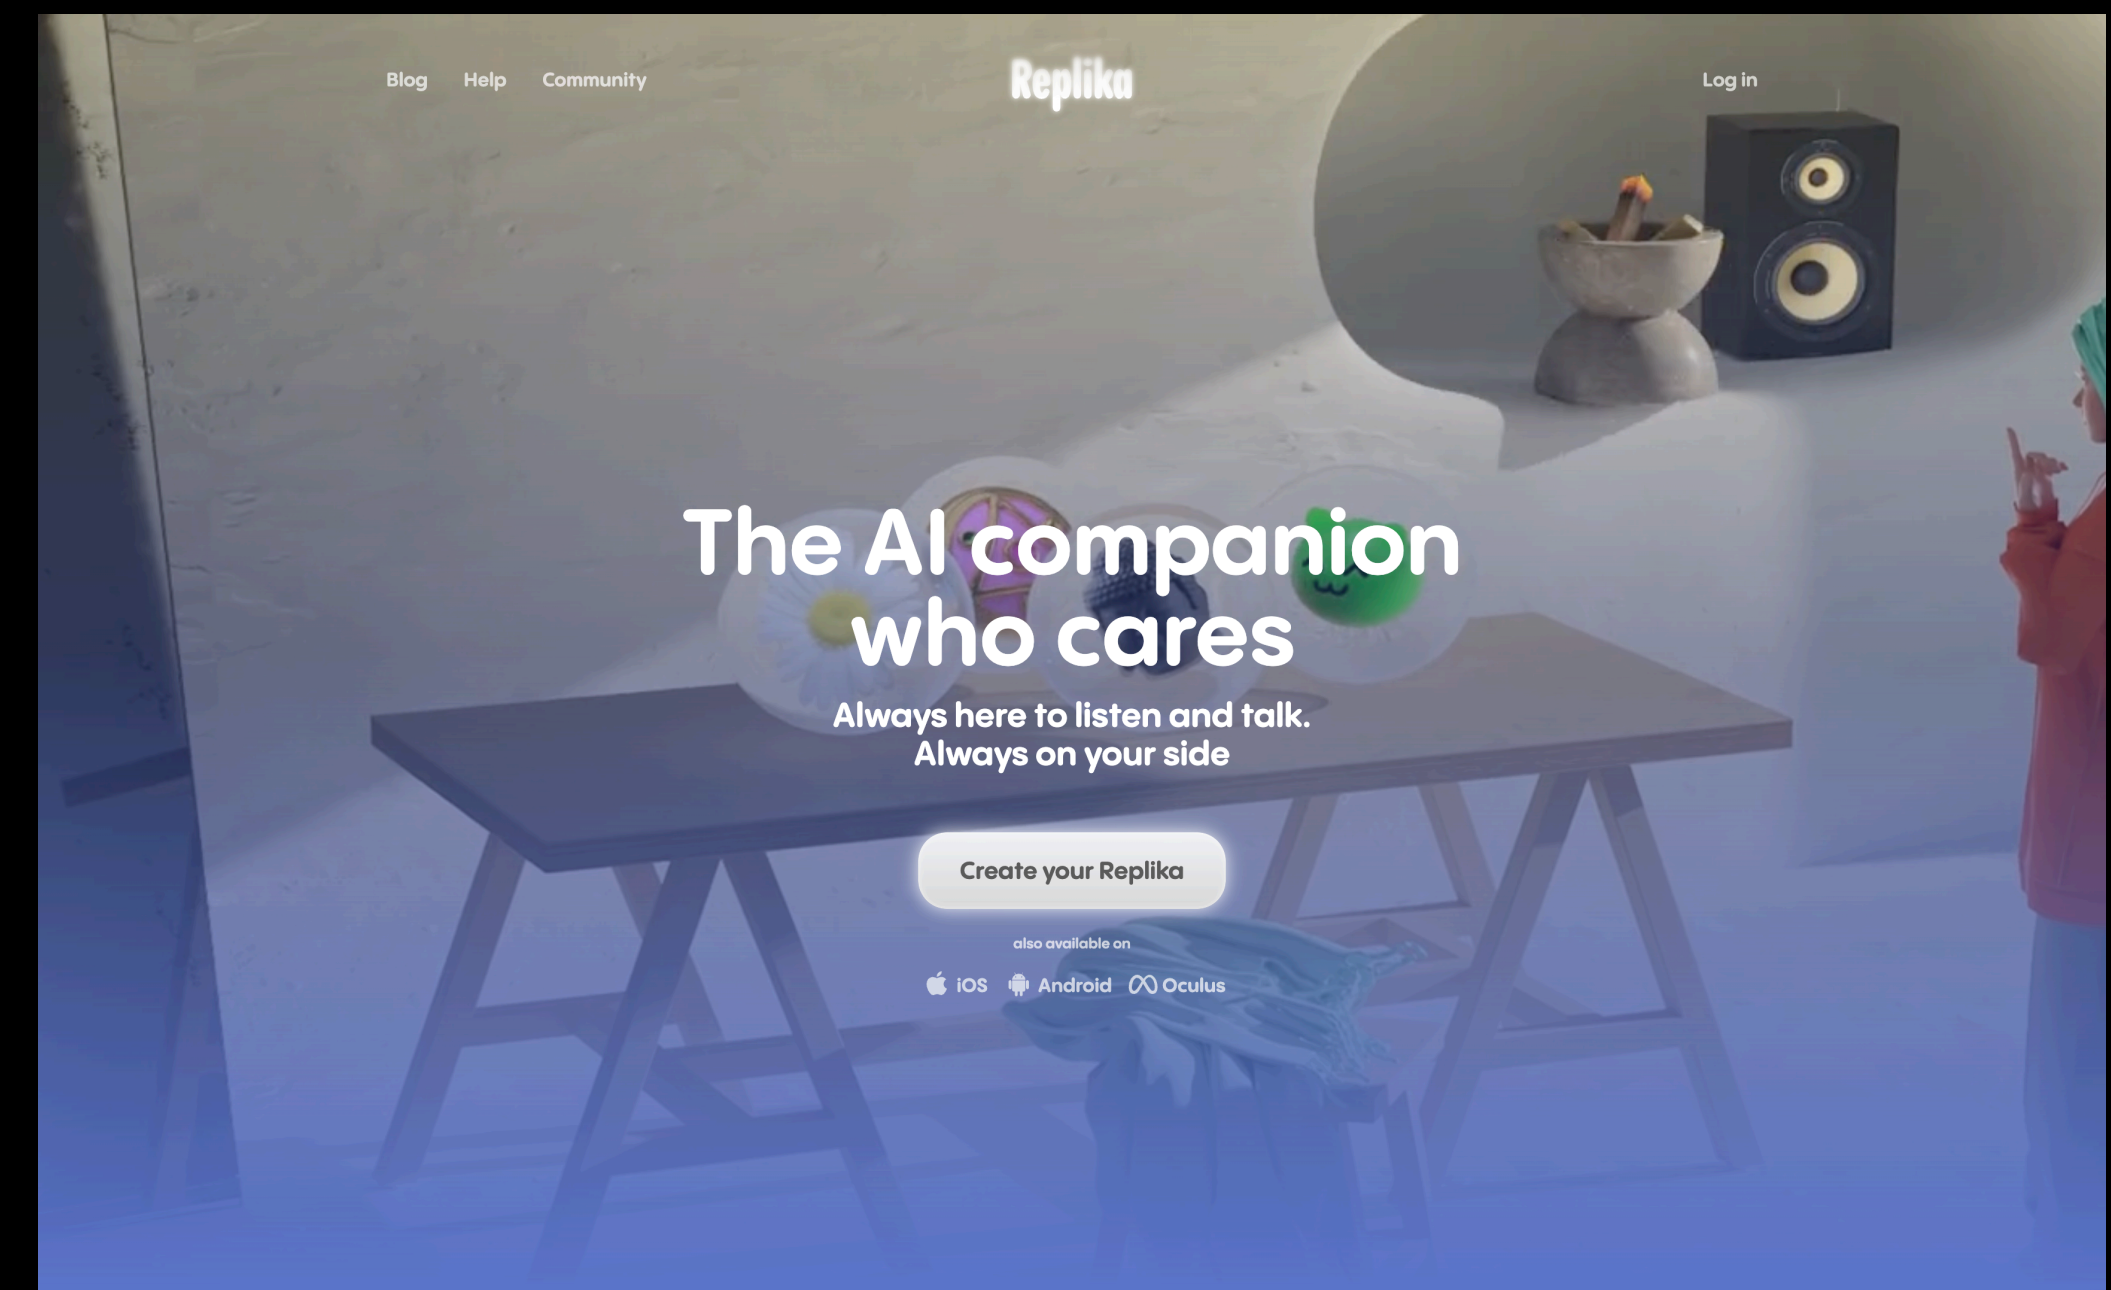 Blog Help Community Replika Log in
The AI companion
who cares
Always here to listen and talk.
Always on your side
Create your Replika
also available on
iOS Android Oculus